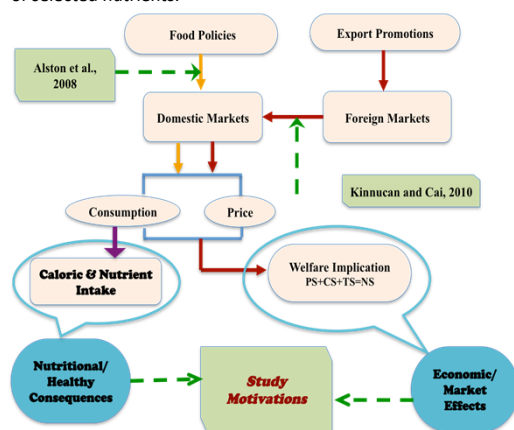 of selected nutrients.
Food Policies
Export Promotions
Alston et al.,
2008
Domestic Markets
Foreign Markets
Kinnucan and Cai, 2010
Consumption
Price
Caloric & Nutrient
Intake
Welfare Implication
PS+CS+TS=NS
Nutritional/
Healthy
Consequences
Study
Motivations
Economic/
Market
Effects